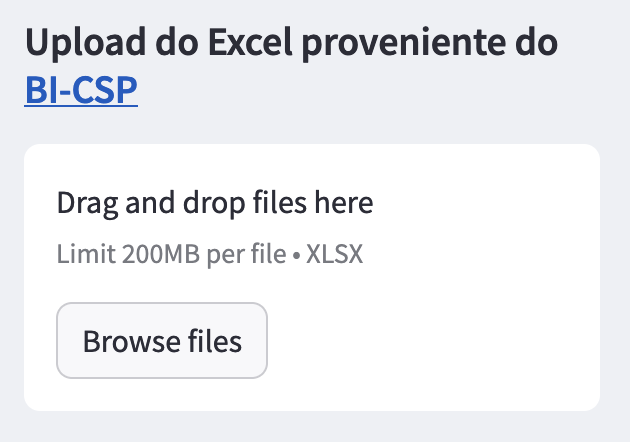 Upload do Excel proveniente do
BI-CSP
Drag and drop files here
Limit 200MB per file • XLSX
Browse files